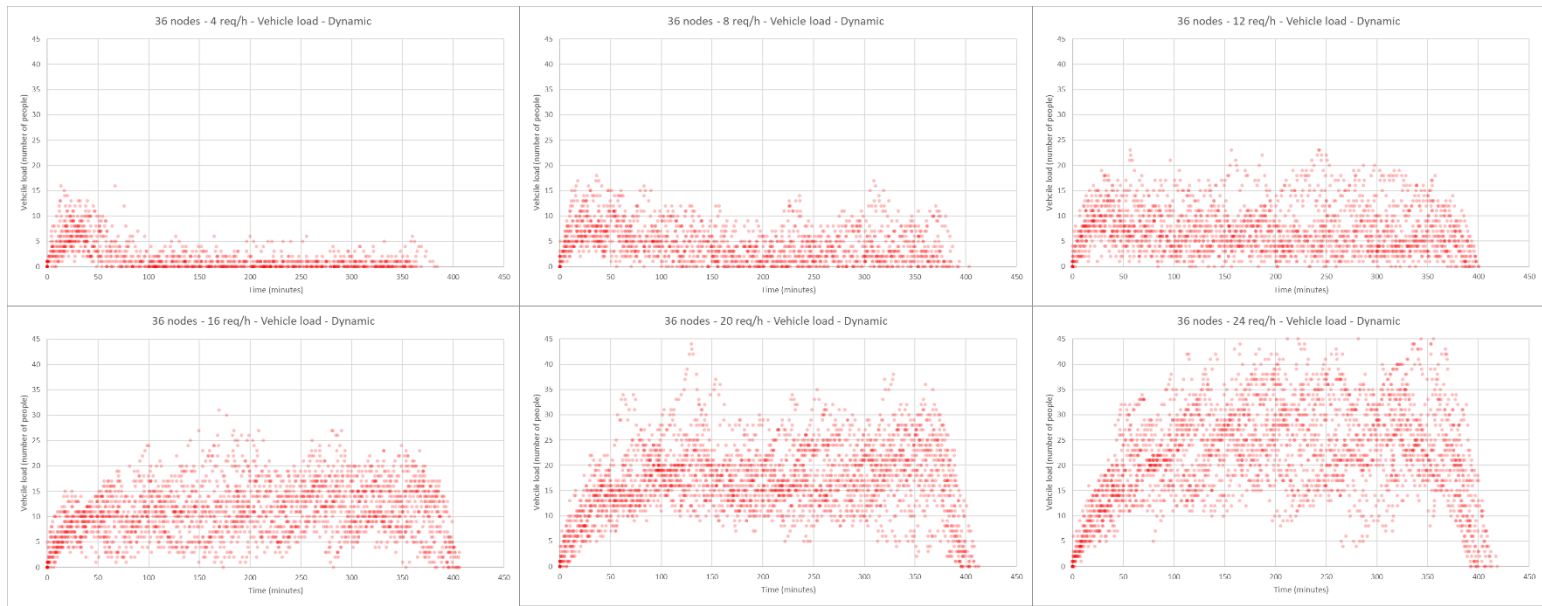 36 nodes - 4 req/h - Vehicle load - Dynamic
Vehcile load (number of people)
45
40
35
30
25
20
15
10
5
0
0 50 100 150 200 250 300 350 400 450
Time (minutes)
36 nodes - 8 req/h - Vehicle load - Dynamic
Vehcile load (number of people)
45
40
35
30
25
20
15
10
5
0
0 50 100 150 200 250 300 350 400 450
Time (minutes)
36 nodes - 12 req/h - Vehicle load - Dynamic
Vehcile load (number of people)
45
40
35
30
25
20
15
10
5
0
0 50 100 150 200 250 300 350 400 450
Time (minutes)
36 nodes - 16 req/h - Vehicle load - Dynamic
Vehcile load (number of people)
45
40
35
30
25
20
15
10
5
0
0 50 100 150 200 250 300 350 400 450
Time (minutes)
36 nodes - 20 req/h - Vehicle load - Dynamic
Vehcile load (number of people)
45
40
35
30
25
20
15
10
5
0
0 50 100 150 200 250 300 350 400 450
Time (minutes)
36 nodes - 24 req/h - Vehicle load - Dynamic
Vehcile load (number of people)
45
40
35
30
25
20
15
10
5
0
0 50 100 150 200 250 300 350 400 450
Time (minutes)